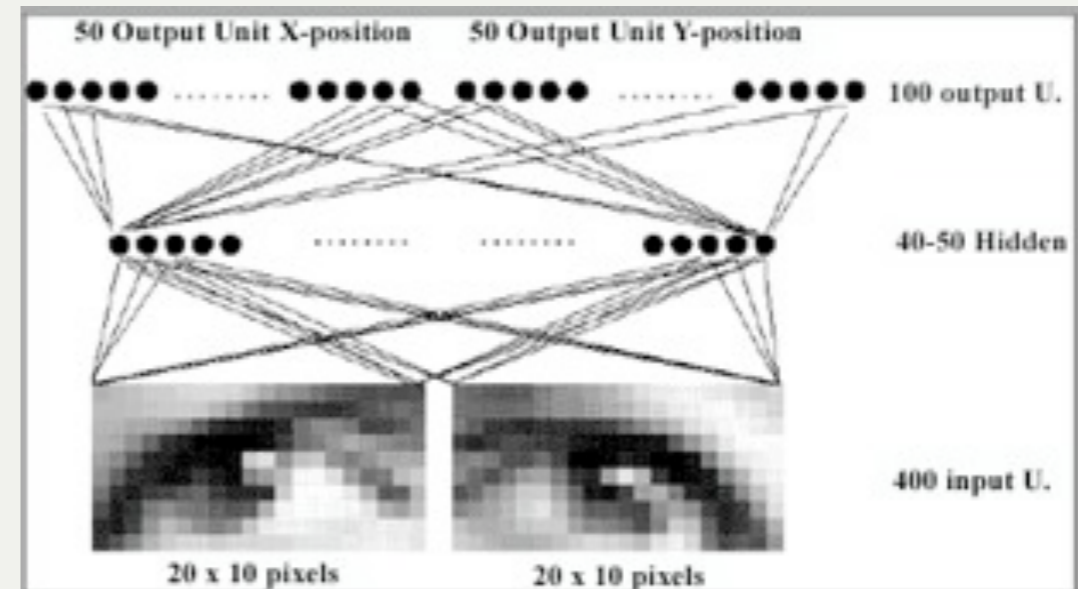 50 Output Unit X-position 50 Output Unit Y-position
100 output U.
40-50 Hidden
400 input U.
20 x 10 pixels 20 x 10 pixels